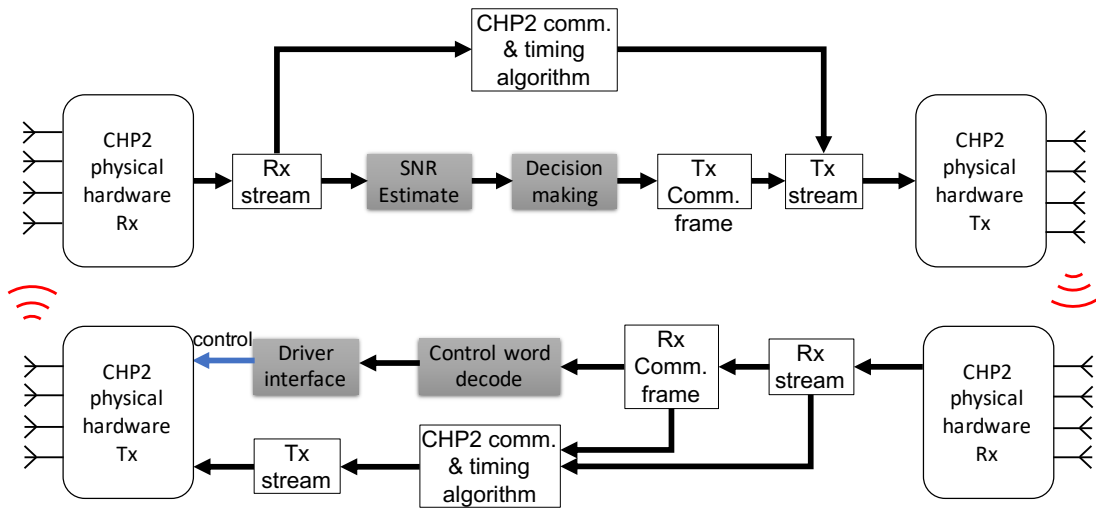 CHP2 comm.
& timing
algorithm
CHP2
physical
hardware
Rx
Rx
stream
SNR
Estimate
Decision
making
Tx
Comm.
frame
Tx
stream
CHP2
physical
hardware
Tx
CHP2
physical
hardware
Tx
control
Driver
interface
Control word
decode
Rx
Comm.
frame
Rx
stream
CHP2
physical
hardware
Rx
Tx
stream
CHP2 comm.
& timing
algorithm